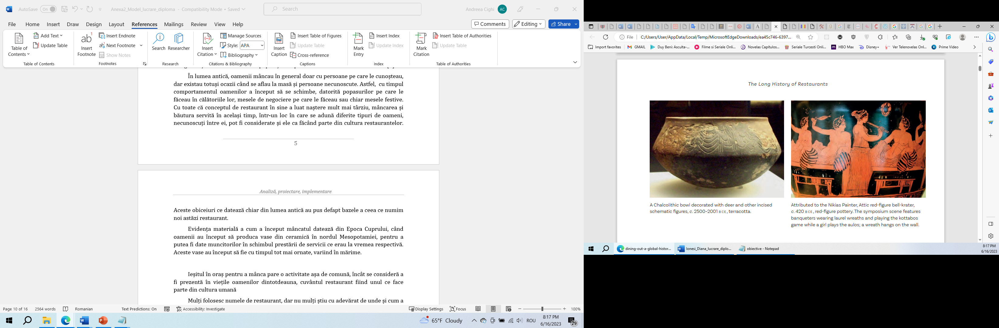 AutoSave On
Anexa2_Model_lucrare_diploma - Compatibility Mode • Saved
Search
Andreea Cighi AC
File Home Insert Draw Design Layout References Mailings Review View Help
Comments Editing Share
Table of Contents
Add Text
Update Table
Table of Contents
ab 1
Insert Footnote
Insert Endnote
Next Footnote
Show Notes
Footnotes
Search
Researcher
Research
Insert Citation
Manage Sources
Style: APA
Bibliography
Citations & Bibliography
Insert Caption
Insert Table of Figures
Update Table
Cross-reference
Captions
Mark Entry
Insert Index
Update Index
Index
Mark Citation
Insert Table of Authorities
Update Table
Table of Authorities
În lumea antică, oamenii mâncau în general doar cu persoane pe care le cunoșteau,
dar existau totuși ocazii când se aflau la masă și persoane necunoscute. Astfel, cu timpul
comportamentul oamenilor a început să se schimbe, datorită popasurilor pe care le
făceau în călătoriile lor, mesele de negociere pe care le făceau sau chiar mesele festive.
Cu toate că conceptul de restaurant în sine a luat naștere mult mai târziu, mâncarea și
băutura servită în același timp, într-un loc în care se adună diferite tipuri de oameni,
necunoscuți între ei, pot fi considerate și ele ca făcând parte din cultura restaurantelor.
5
Analiză, proiectare, implementare
Aceste obiceiuri ce datează chiar din lumea antică au pus defapt bazele a ceea ce numim
noi astăzi restaurant.
Evidența materială a cum a început mâncatul datează din Epoca Cuprului, când
oamenii au început să produca vase din ceramică în nordul Mesopotamiei, pentru a
putea fi date muncitorilor în schimbul prestării de servicii ce erau la vremea respectivă.
Aceste vase au început să fie cu timpul tot mai ornate, variind în mărime.
Ieșitul în oraș pentru a mânca pare o activitate așa de comună, încât se consideră a
fi prezentă în viețile oamenilor dintotdeauna, cuvântul restaurant fiind unul ce face
parte din cultura umană
Mulți folosesc numele de restaurant, dar nu mulți știu cu adevărat de unde și cum a
Page 10 of 16 2564 words Romanian Text Predictions: On Accessibility: Investigate Display Settings Focus 100%
65°F Cloudy ROU 8:17 PM
6/16/2023 29
File C:/Users/User/AppData/Local/Temp/MicrosoftEdgeDownloads/ea45c746-6397...
Import favorites GMAIL Duy Beni: Asculta-... Filme si Seriale Onli... Novelas Capítulos... Seriale Turcesti Onli... HBO Max Disney+ Ver Telenovelas Onl... Prime Video
The Long History of Restaurants
A Chalcolithic bowl decorated with deer and other incised
schematic figures, c. 2500–2001 BCE, terracotta.
Attributed to the Nikias Painter, Attic red-figure bell-krater,
c. 420 BCE, red-figure pottery. The symposium scene features
banqueters wearing laurel wreaths and playing the kottabos
game while a girl plays the aulos; a wreath hangs on the wall.
dining-out-a-global-histor... Ionesi_Diana_lucrare_diplo... obiective - Notepad
8:17 PM
6/16/2023